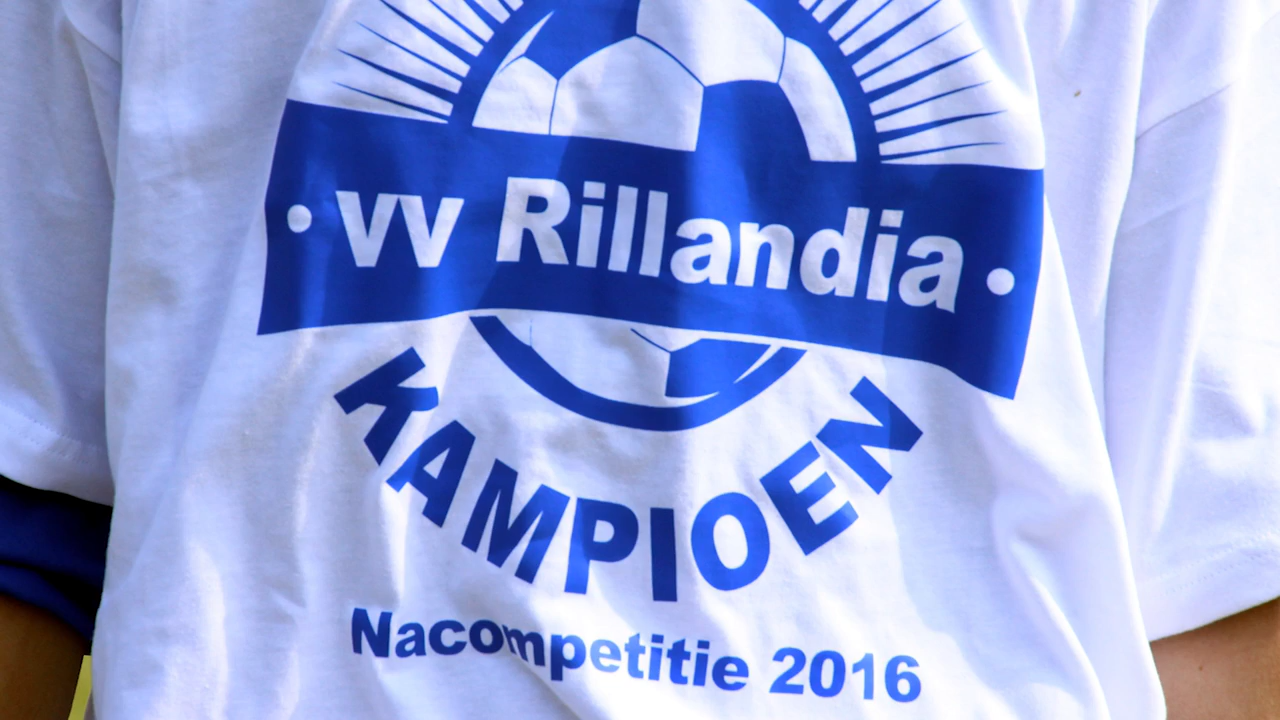 • vv Rillandia •
KAMPIOEN
Nacompetitie 2016